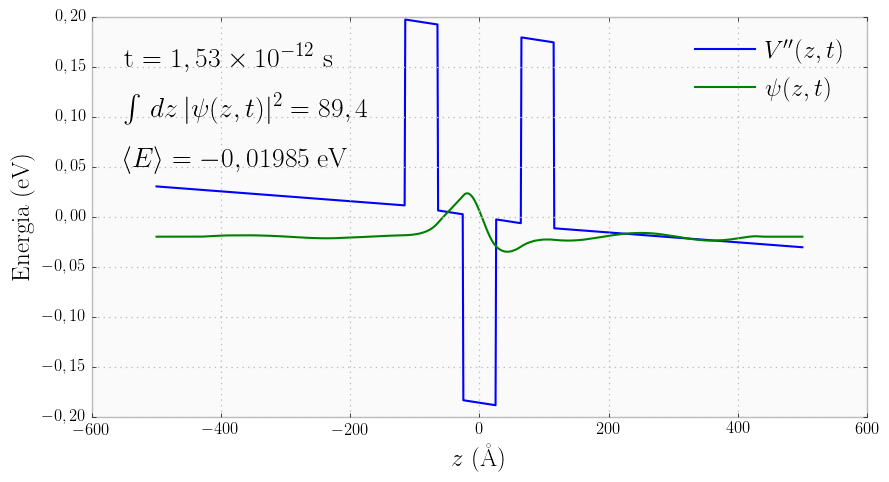 t = 1,53 × 10⁻¹² s
∫ dz |ψ(z,t)|² = 89,4
⟨E⟩ = −0,01985 eV
V′′(z,t)
ψ(z,t)
Energia (eV)
0,20
0,15
0,10
0,05
0,00
−0,05
−0,10
−0,15
−0,20
−600 −400 −200 0 200 400 600
z (Å)